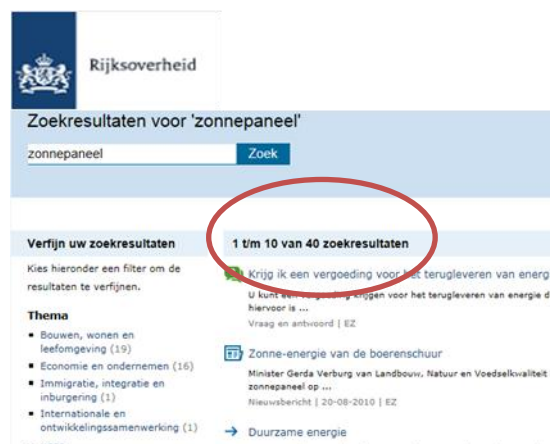 Rijksoverheid
Zoekresultaten voor 'zonnepaneel'
zonnepaneel
Zoek
Verfijn uw zoekresultaten
Kies hieronder een filter om de
resultaten te verfijnen.
Thema
Bouwen, wonen en
leefomgeving (19)
Economie en ondernemen (16)
Immigratie, integratie en
inburgering (1)
Internationale en
ontwikkelingssamenwerking (1)
1 t/m 10 van 40 zoekresultaten
Krijg ik een vergoeding voor het terugleveren van energ
U kunt een vergoeding krijgen voor het terugleveren van energie d
hiervoor is ...
Vraag en antwoord | EZ
Zonne-energie van de boerenschuur
Minister Gerda Verburg van Landbouw, Natuur en Voedselkwaliteit
zonnepaneel op ...
Nieuwsbericht | 20-08-2010 | EZ
Duurzame energie